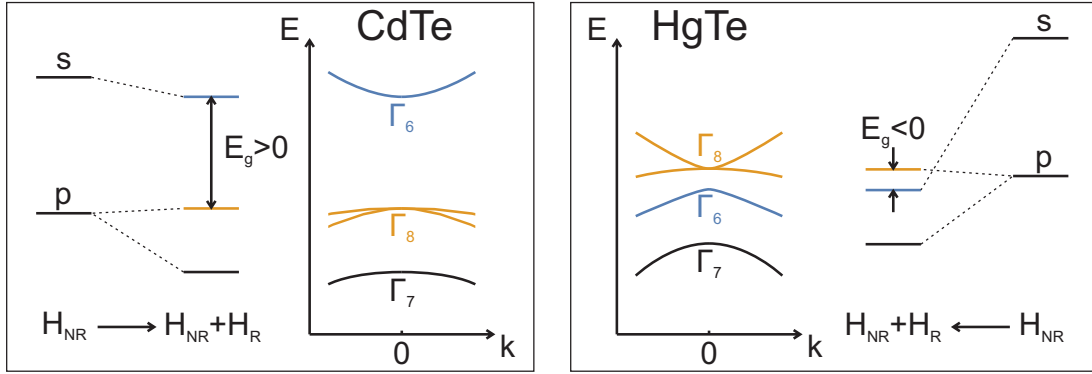 CdTe
E
s
Γ₆
E_g>0
p
Γ₈
Γ₇
H_NR → H_NR+H_R
0
k
HgTe
E
s
E_g<0
Γ₈
p
Γ₆
Γ₇
H_NR+H_R ← H_NR
0
k